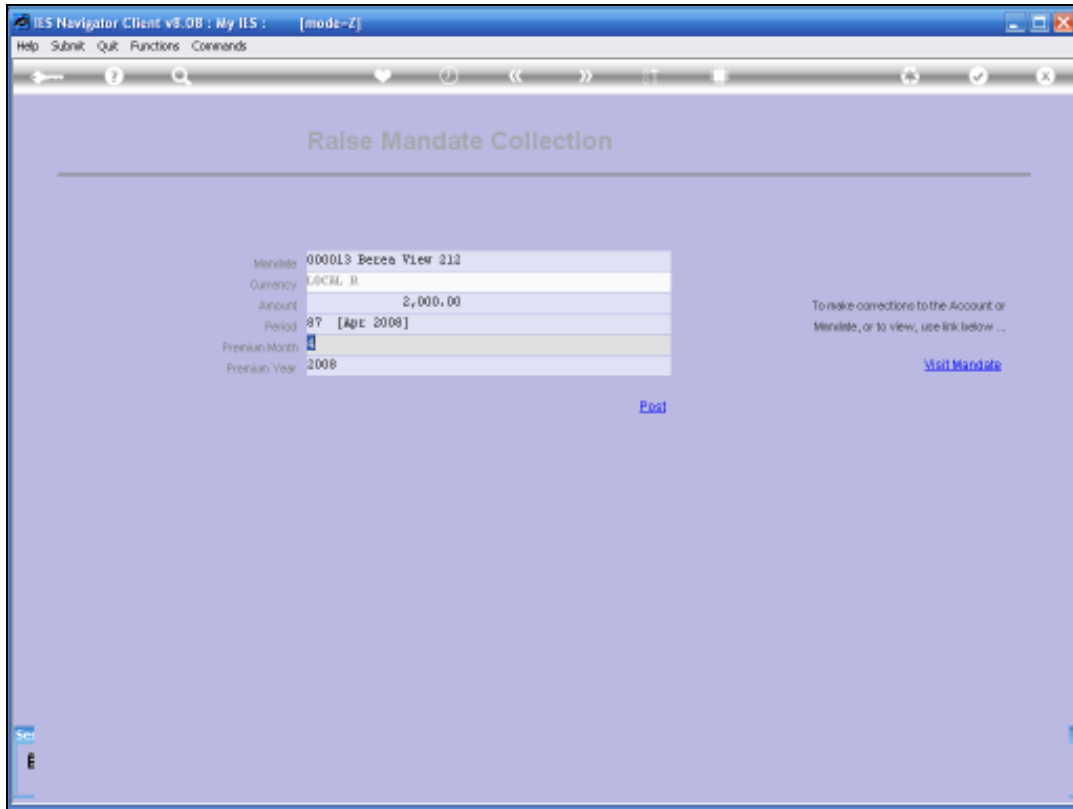 IES Navigator Client v8.08 : My IES : [mode=Z]
Help Submit Quit Functions Commands
Raise Mandate Collection
Mandate 000013 Berea View 212
Currency LOCAL R
Amount 2,000.00
Period 87 [Apr 2008]
Premium Month 4
Premium Year 2008
To make corrections to the Account or
Mandate, or to view, use link below ...
Visit Mandate
Post
Se